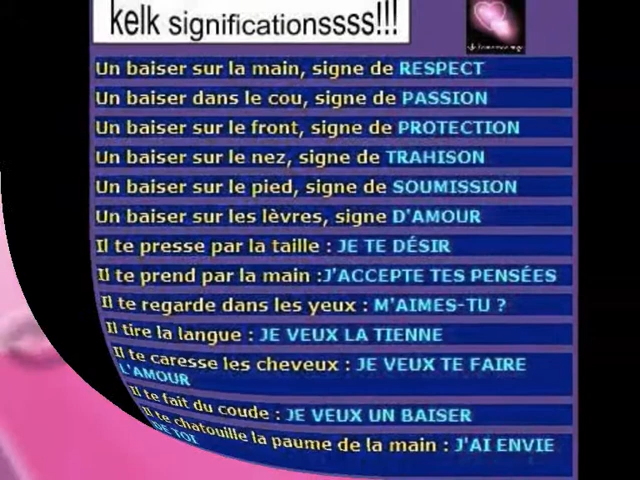 kelk significationssss!!!
Un baiser sur la main, signe de RESPECT
Un baiser dans le cou, signe de PASSION
Un baiser sur le front, signe de PROTECTION
Un baiser sur le nez, signe de TRAHISON
Un baiser sur le pied, signe de SOUMISSION
Un baiser sur les lèvres, signe D'AMOUR
Il te presse par la taille : JE TE DÉSIR
Il te prend par la main :J'ACCEPTE TES PENSÉES
Il te regarde dans les yeux : M'AIMES-TU ?
Il tire la langue : JE VEUX LA TIENNE
Il te caresse les cheveux : JE VEUX TE FAIRE
L'AMOUR
Il te fait du coude : JE VEUX UN BAISER
Il te chatouille la paume de la main : J'AI ENVIE
DE TOI